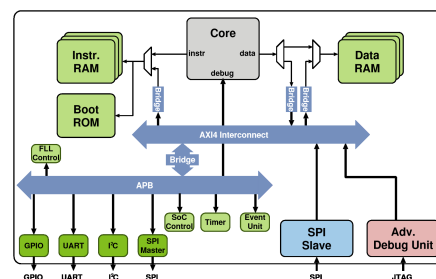 Core
instr
data
debug
Instr.
RAM
Data
RAM
Boot
ROM
Bridge
Bridge
Bridge
AXI4 Interconnect
FLL
Control
Bridge
APB
SoC
Control
Timer
Event
Unit
GPIO
UART
I²C
SPI
Master
SPI
Slave
Adv.
Debug Unit
GPIO
UART
I²C
SPI
SPI
JTAG